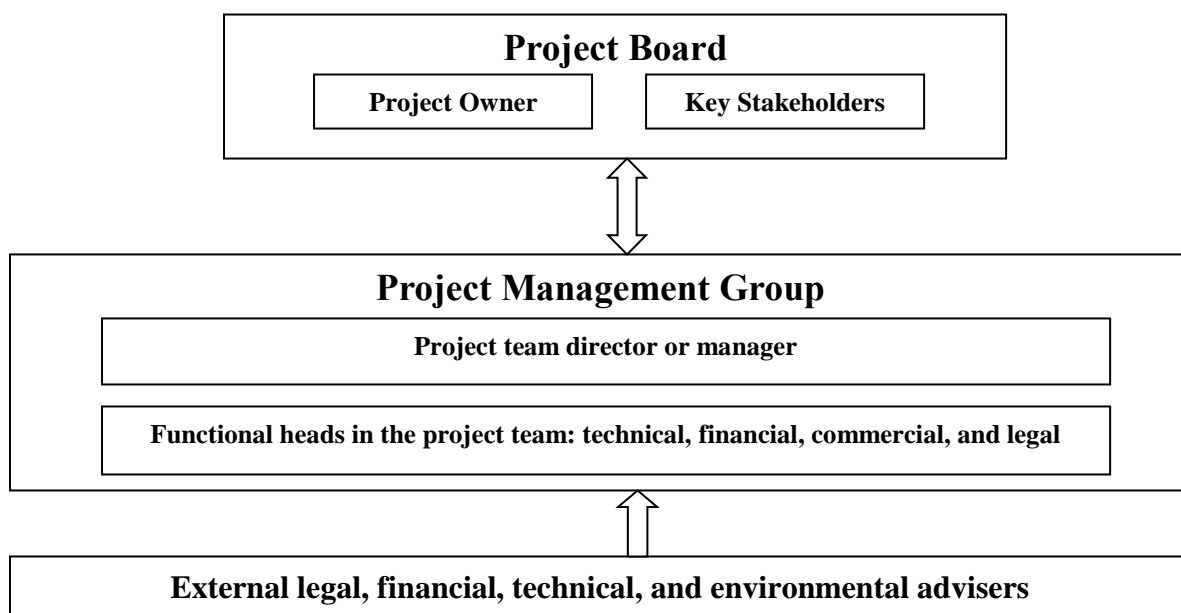 Project Board
Project Owner
Key Stakeholders
Project Management Group
Project team director or manager
Functional heads in the project team: technical, financial, commercial, and legal
External legal, financial, technical, and environmental advisers